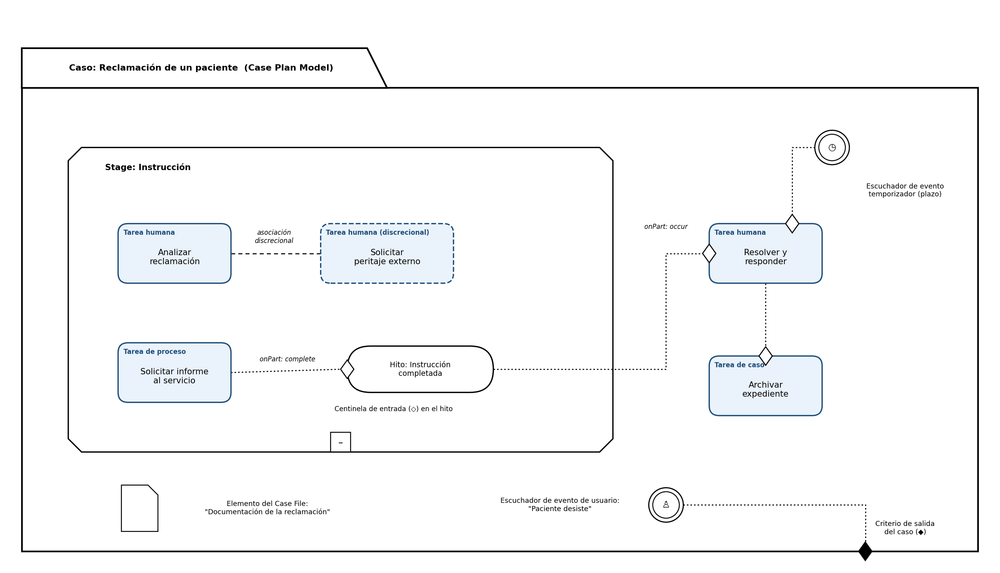 Caso: Reclamación de un paciente  (Case Plan Model)
Escuchador de evento
temporizador (plazo)
Stage: Instrucción
Tarea humana
Analizar
reclamación
asociación
discrecional
Tarea humana (discrecional)
Solicitar
peritaje externo
onPart: occur
Tarea humana
Resolver y
responder
Tarea de proceso
Solicitar informe
al servicio
onPart: complete
Hito: Instrucción
completada
Centinela de entrada (◇) en el hito
Tarea de caso
Archivar
expediente
–
Elemento del Case File:
"Documentación de la reclamación"
Escuchador de evento de usuario:
"Paciente desiste"
Criterio de salida
del caso (◆)